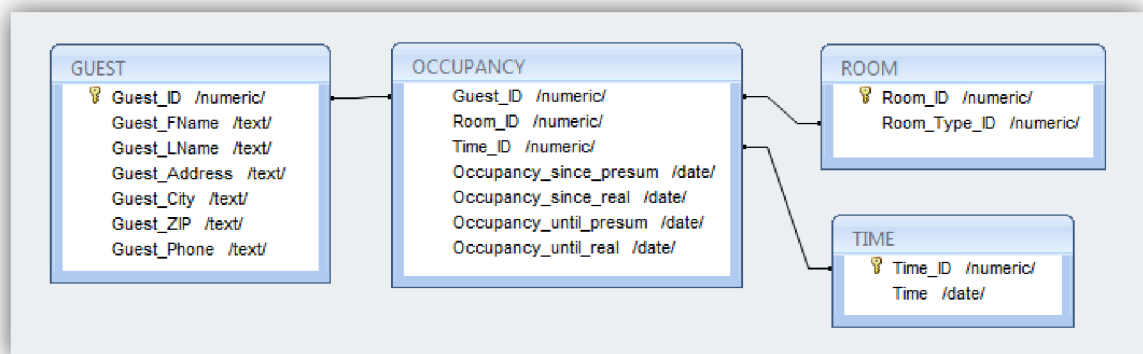 GUEST
Guest_ID /numeric/
Guest_FName /text/
Guest_LName /text/
Guest_Address /text/
Guest_City /text/
Guest_ZIP /text/
Guest_Phone /text/
OCCUPANCY
Guest_ID /numeric/
Room_ID /numeric/
Time_ID /numeric/
Occupancy_since_presum /date/
Occupancy_since_real /date/
Occupancy_until_presum /date/
Occupancy_until_real /date/
ROOM
Room_ID /numeric/
Room_Type_ID /numeric/
TIME
Time_ID /numeric/
Time /date/